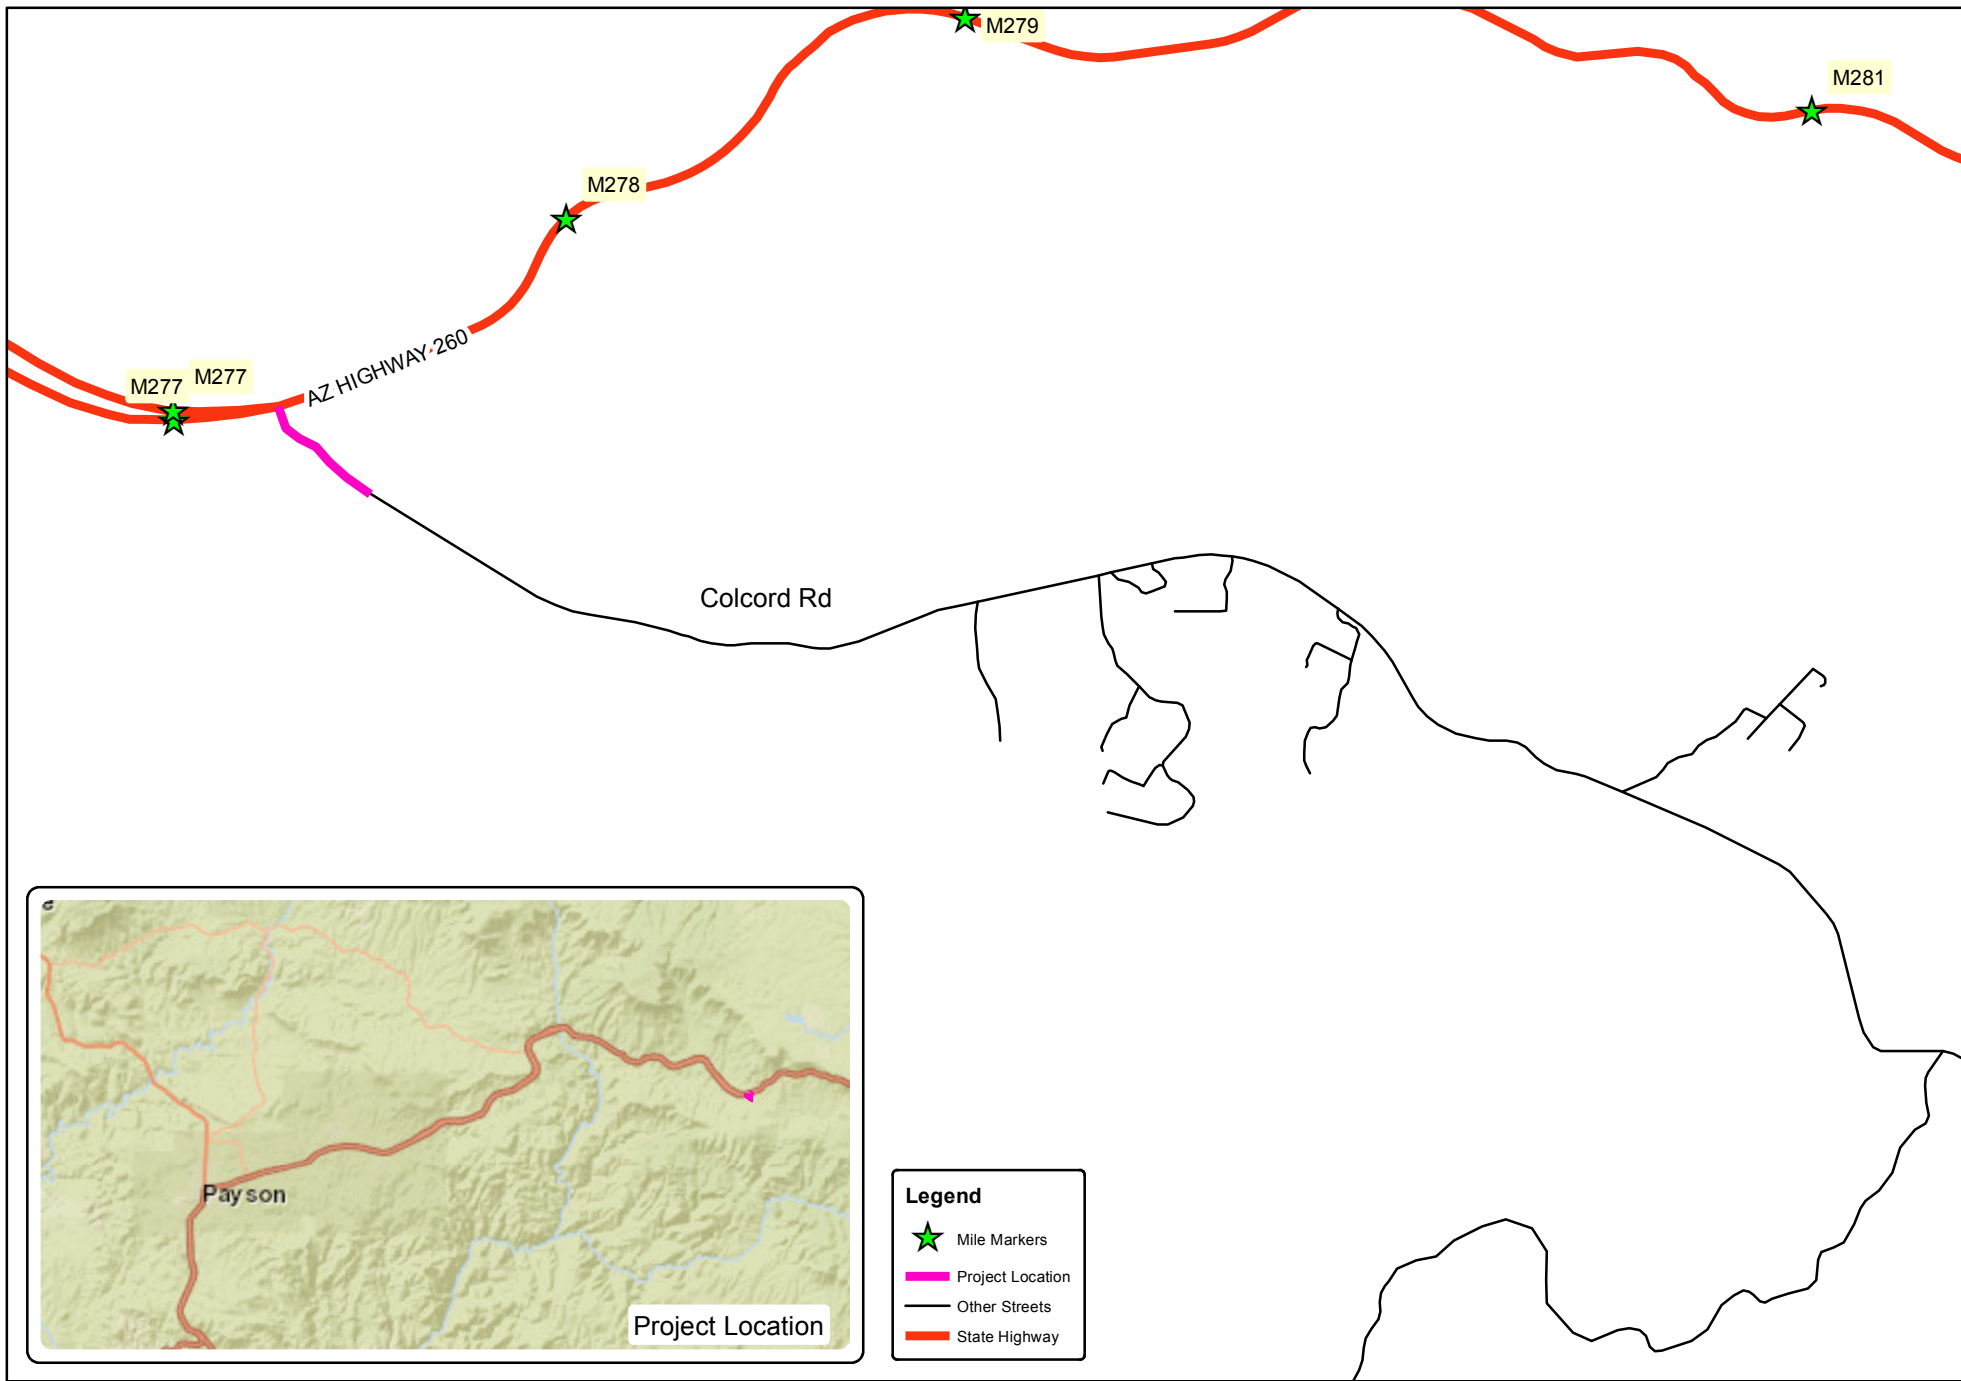 M279
M281
M278
AZ HIGHWAY 260
M277
M277
Colcord Rd
Payson
Project Location
Legend
Mile Markers
Project Location
Other Streets
State Highway